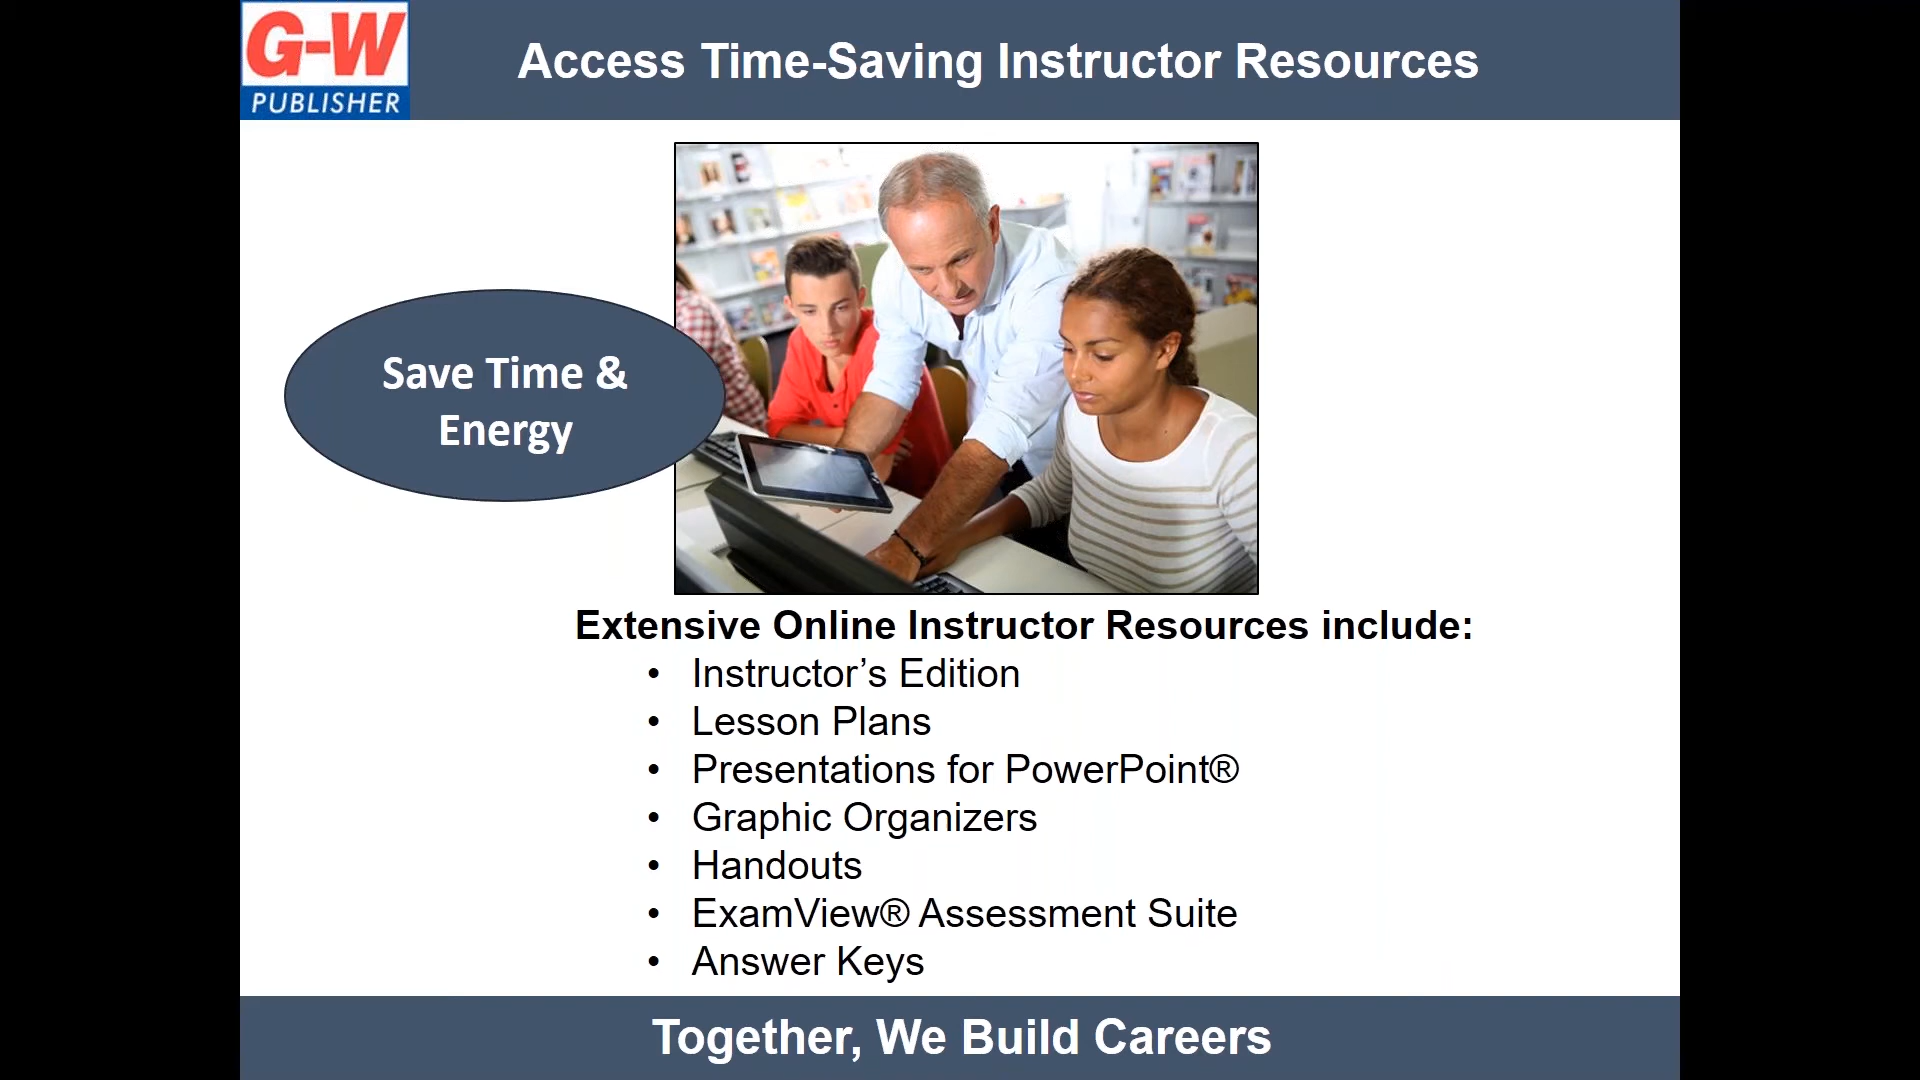 G-W
PUBLISHER
Access Time-Saving Instructor Resources
Save Time &
Energy
Extensive Online Instructor Resources include:
• Instructor’s Edition
• Lesson Plans
• Presentations for PowerPoint®
• Graphic Organizers
• Handouts
• ExamView® Assessment Suite
• Answer Keys
Together, We Build Careers